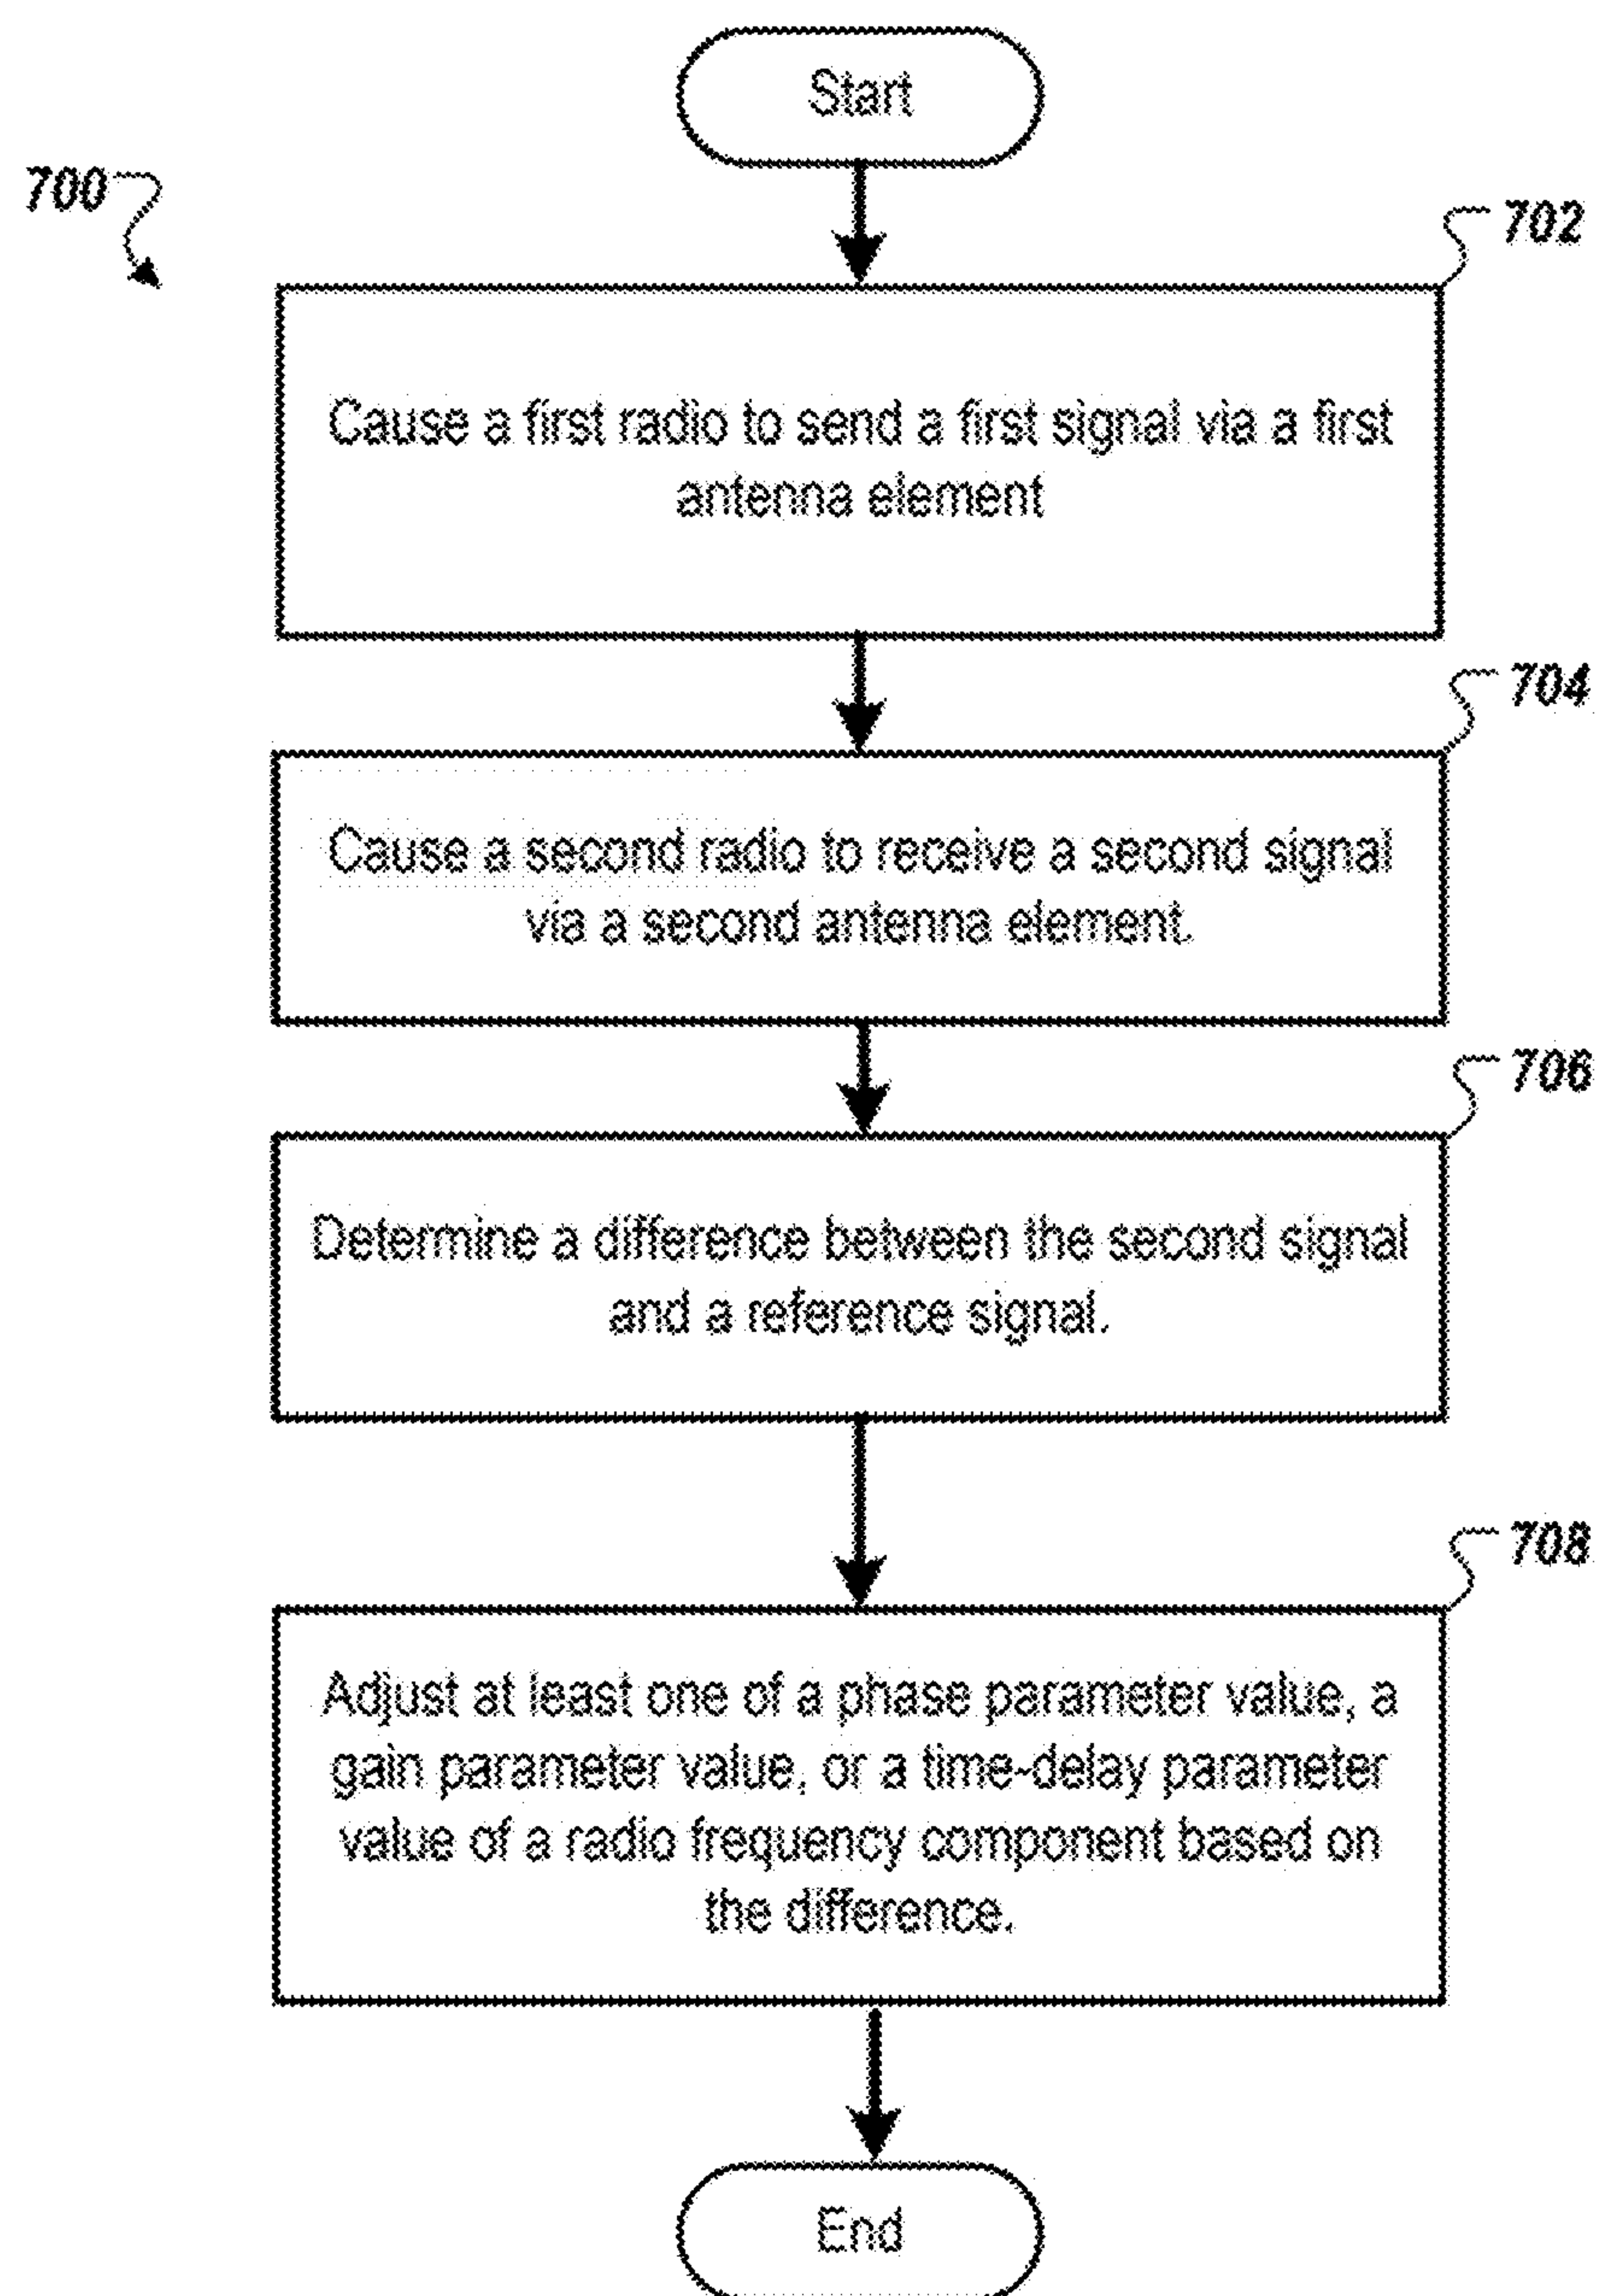 Start
700
702
Cause a first radio to send a first signal via a first
antenna element
704
Cause a second radio to receive a second signal
via a second antenna element.
706
Determine a difference between the second signal
and a reference signal.
708
Adjust at least one of a phase parameter value, a
gain parameter value, or a time-delay parameter
value of a radio frequency component based on
the difference.
End